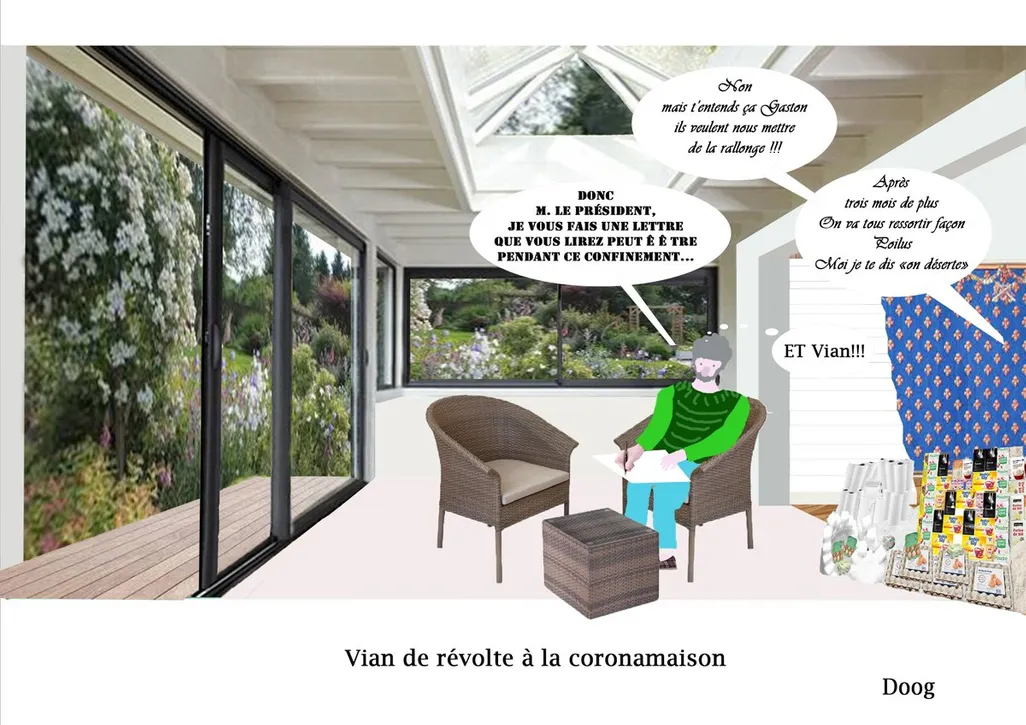 Non
mais t'entends ça Gaston
ils veulent nous mettre
de la rallonge !!!
Après
trois mois de plus
On va tous ressortir façon
Poilus
Moi je te dis «on déserte»
DONC
M. LE PRÉSIDENT,
JE VOUS FAIS UNE LETTRE
QUE VOUS LIREZ PEUT Ê Ê TRE
PENDANT CE CONFINEMENT...
ET Vian!!!
Vian de révolte à la coronamaison
Doog